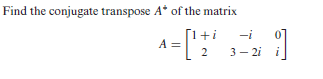 Find the conjugate transpose A* of the matrix
A = [1 + i  -i  0
2  3 - 2i  i]